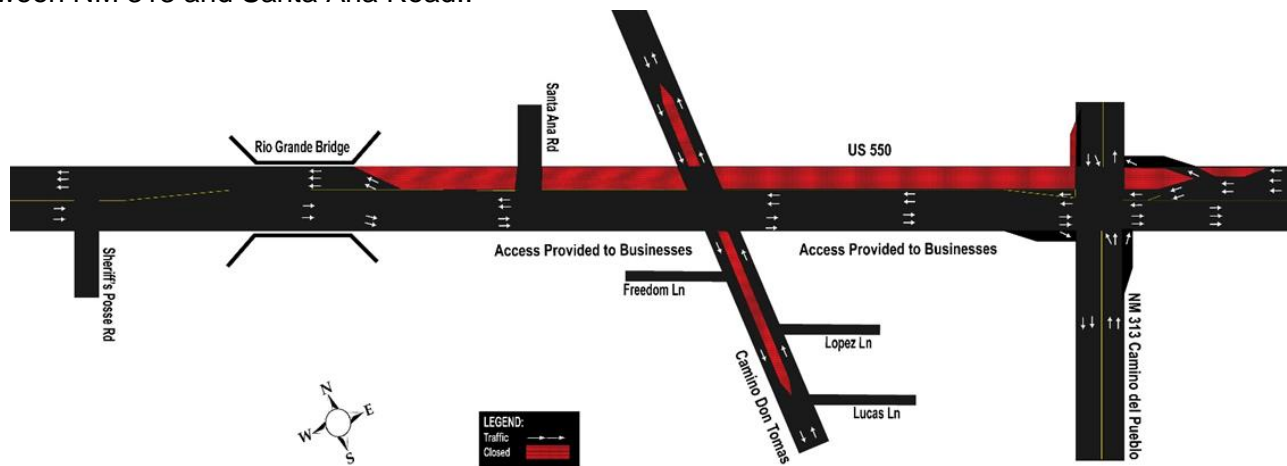 Santa Ana Rd
Rio Grande Bridge
US 550
Sheriff's Posse Rd
Access Provided to Businesses
Access Provided to Businesses
Freedom Ln
Lopez Ln
Camino Don Tomas
Lucas Ln
NM 313 Camino del Pueblo
N
E
W
S
LEGEND:
Traffic
Closed